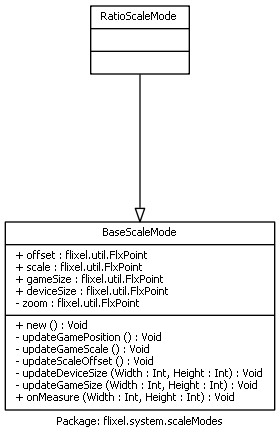 RatioScaleMode
BaseScaleMode
+ offset : flixel.util.FlxPoint
+ scale : flixel.util.FlxPoint
+ gameSize : flixel.util.FlxPoint
+ deviceSize : flixel.util.FlxPoint
- zoom : flixel.util.FlxPoint
+ new () : Void
- updateGamePosition () : Void
- updateGameScale () : Void
- updateScaleOffset () : Void
- updateDeviceSize (Width : Int, Height : Int) : Void
- updateGameSize (Width : Int, Height : Int) : Void
+ onMeasure (Width : Int, Height : Int) : Void
Package: flixel.system.scaleModes